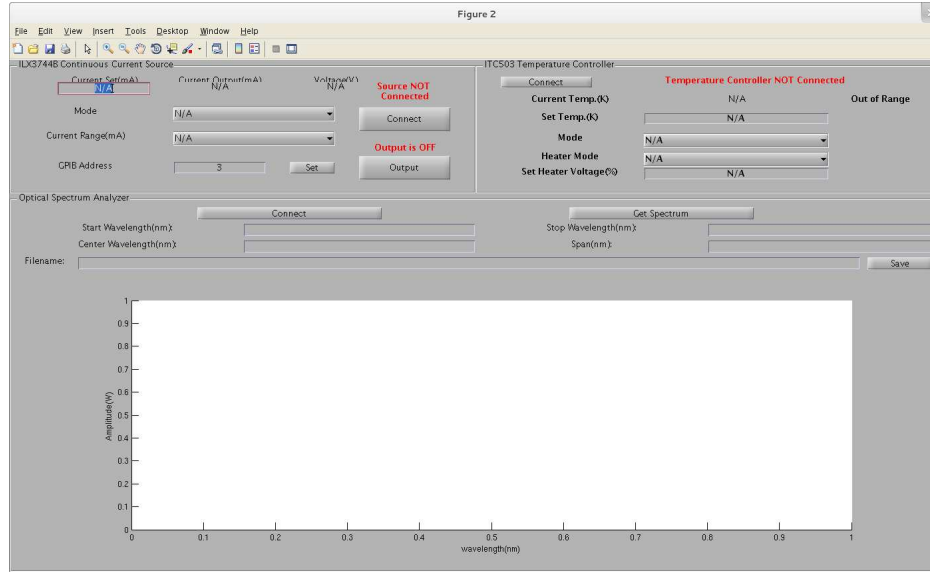 Figure 2
File Edit View Insert Tools Desktop Window Help
ILX3744B Continuous Current Source
Current Set(mA) Current Output(mA) Voltage(V)
N/A N/A N/A
Source NOT
Connected
Mode N/A
Connect
Current Range(mA) N/A
Output is OFF
GPIB Address 3 Set Output
ITC503 Temperature Controller
Connect Temperature Controller NOT Connected
Current Temp.(K) N/A Out of Range
Set Temp.(K) N/A
Mode N/A
Heater Mode N/A
Set Heater Voltage(%) N/A
Optical Spectrum Analyzer
Connect Get Spectrum
Start Wavelength(nm): Stop Wavelength(nm):
Center Wavelength(nm): Span(nm):
Filename: Save
1
0.9
0.8
0.7
0.6
0.5
0.4
0.3
0.2
0.1
0
Amplitude(W)
0 0.1 0.2 0.3 0.4 0.5 0.6 0.7 0.8 0.9 1
wavelength(nm)